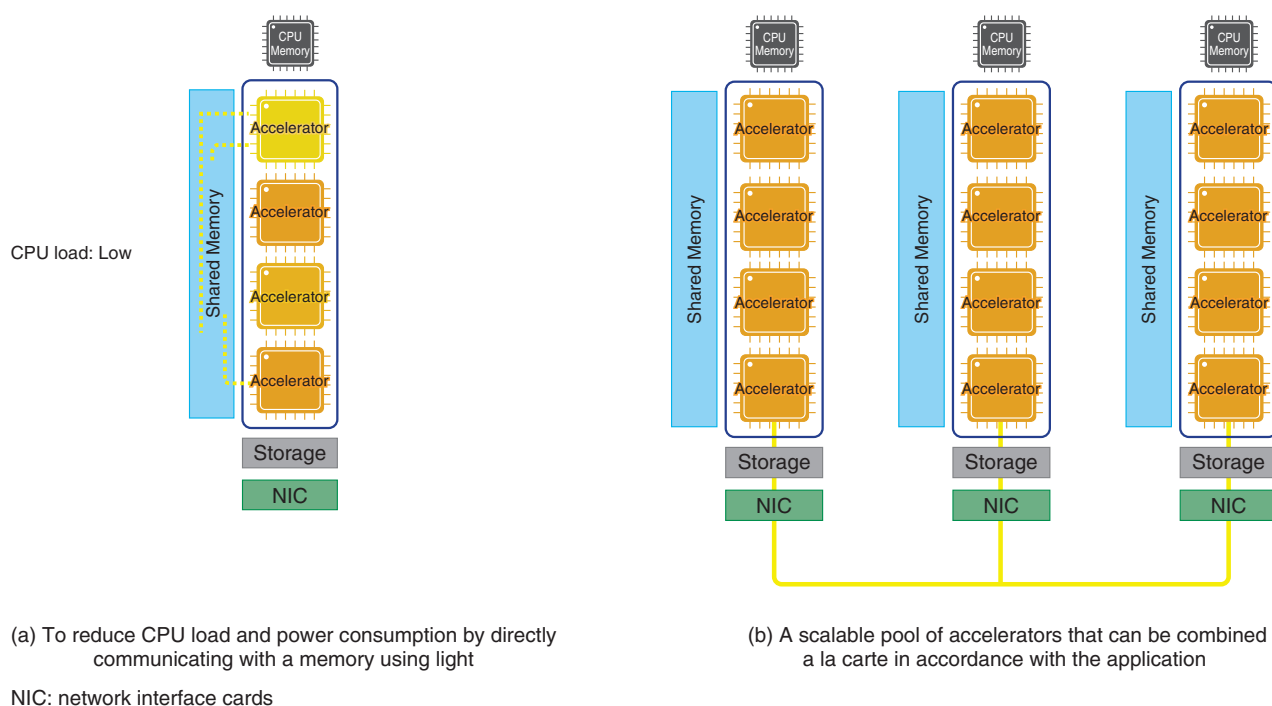 CPU
Memory
Accelerator
Accelerator
Accelerator
Accelerator
Shared Memory
CPU load: Low
Storage
NIC
(a) To reduce CPU load and power consumption by directly
communicating with a memory using light
NIC: network interface cards
CPU
Memory
Accelerator
Accelerator
Accelerator
Accelerator
Shared Memory
Storage
NIC
CPU
Memory
Accelerator
Accelerator
Accelerator
Accelerator
Shared Memory
Storage
NIC
CPU
Memory
Accelerator
Accelerator
Accelerator
Accelerator
Shared Memory
Storage
NIC
(b) A scalable pool of accelerators that can be combined
a la carte in accordance with the application